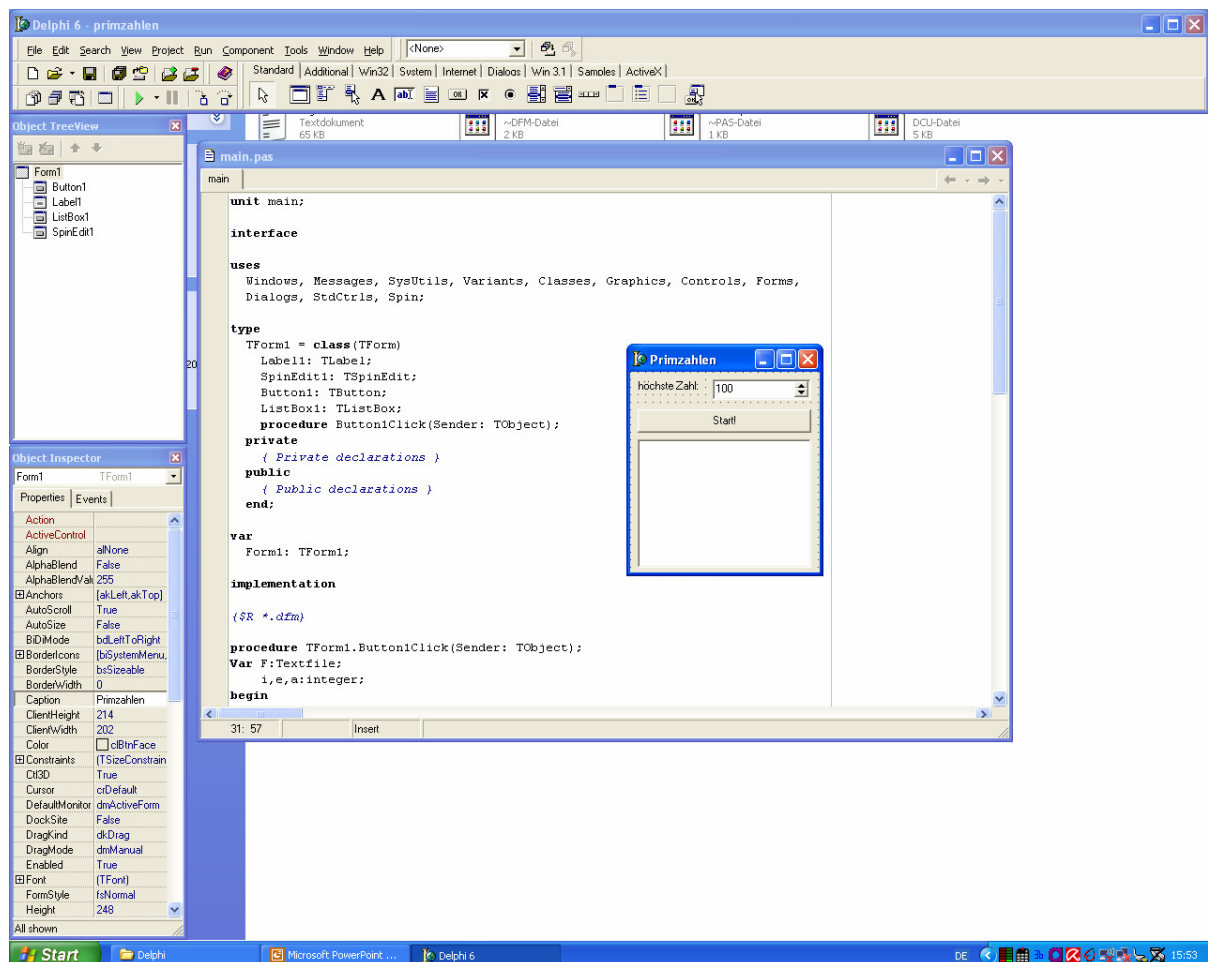 Delphi 6 - primzahlen
File Edit Search View Project Run Component Tools Window Help <None>
Standard Additional Win32 System Internet Dialogs Win 3.1 Samples ActiveX
Object TreeView
Form1
Button1
Label1
ListBox1
SpinEdit1
Textdokument
65 KB
~DFM-Datei
2 KB
~PAS-Datei
1 KB
DCU-Datei
5 KB
20
main.pas
main
unit main;
interface
uses
Windows, Messages, SysUtils, Variants, Classes, Graphics, Controls, Forms,
Dialogs, StdCtrls, Spin;
type
TForm1 = class(TForm)
Label1: TLabel;
SpinEdit1: TSpinEdit;
Button1: TButton;
ListBox1: TListBox;
procedure Button1Click(Sender: TObject);
private
{ Private declarations }
public
{ Public declarations }
end;
var
Form1: TForm1;
implementation
{$R *.dfm}
procedure TForm1.Button1Click(Sender: TObject);
Var F:Textfile;
i,e,a:integer;
begin
31: 57 Insert
Primzahlen
höchste Zahl: 100
Start!
Object Inspector
Form1 TForm1
Properties Events
Action
ActiveControl
Align alNone
AlphaBlend False
AlphaBlendVal 255
Anchors [akLeft,akTop]
AutoScroll True
AutoSize False
BiDiMode bdLeftToRight
BorderIcons [biSystemMenu,
BorderStyle bsSizeable
BorderWidth 0
Caption Primzahlen
ClientHeight 214
ClientWidth 202
Color clBtnFace
Constraints (TSizeConstrain
Ctl3D True
Cursor crDefault
DefaultMonitor dmActiveForm
DockSite False
DragKind dkDrag
DragMode dmManual
Enabled True
Font (TFont)
FormStyle fsNormal
Height 248
All shown
Start Delphi Microsoft PowerPoint ... Delphi 6 DE 15:53